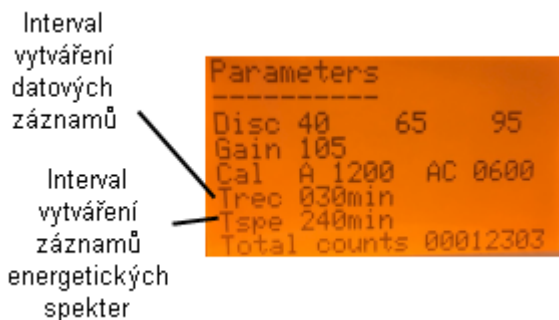 Interval
vytváření
datových
záznamů
Interval
vytváření
záznamů
energetických
spekter
Parameters
----------
Disc 40 65 95
Gain 105
Cal A 1200 AC 0600
Trec 030min
Tspe 240min
Total counts 00012303